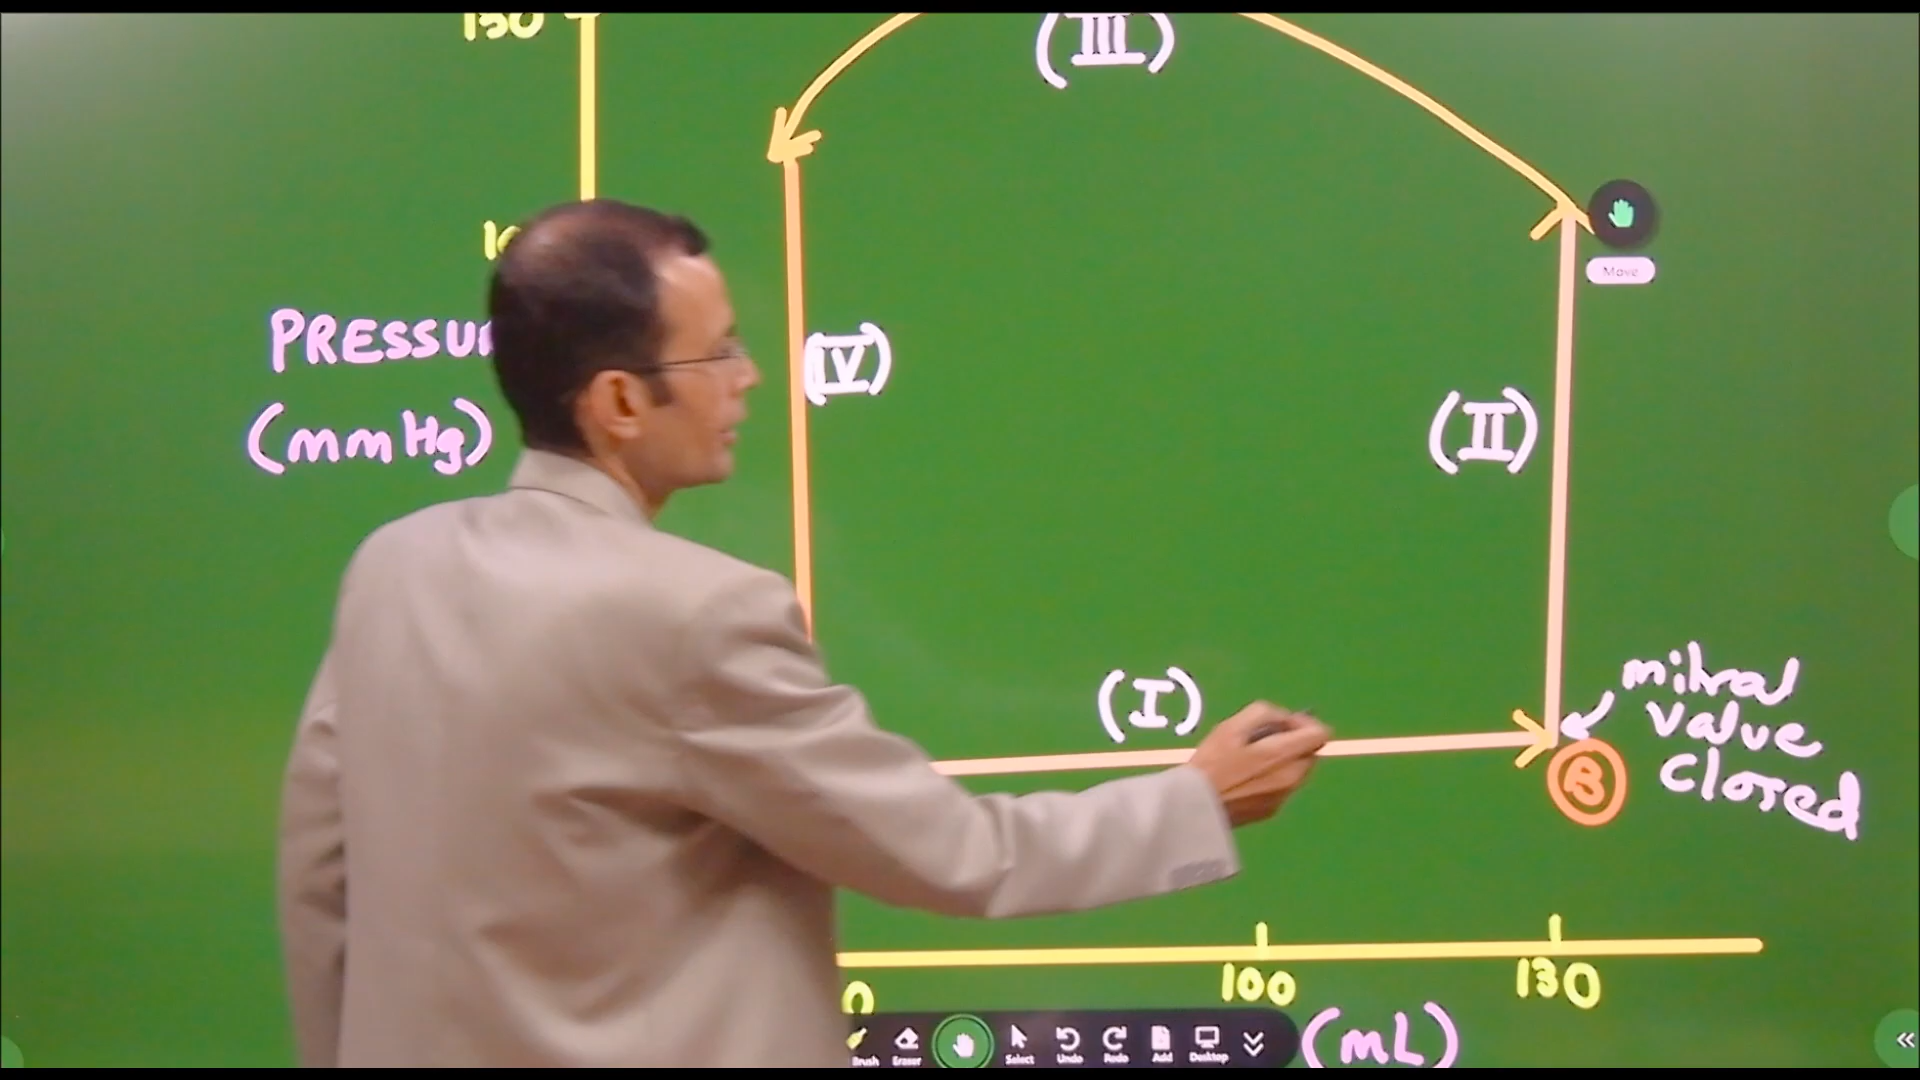 150
(III)
Move
PRESSU
(mmHg)
(IV)
(II)
(I)
mitral
valve
closed
B
100
130
(mL)
Brush
Eraser
Select
Undo
Redo
Add
Desktop